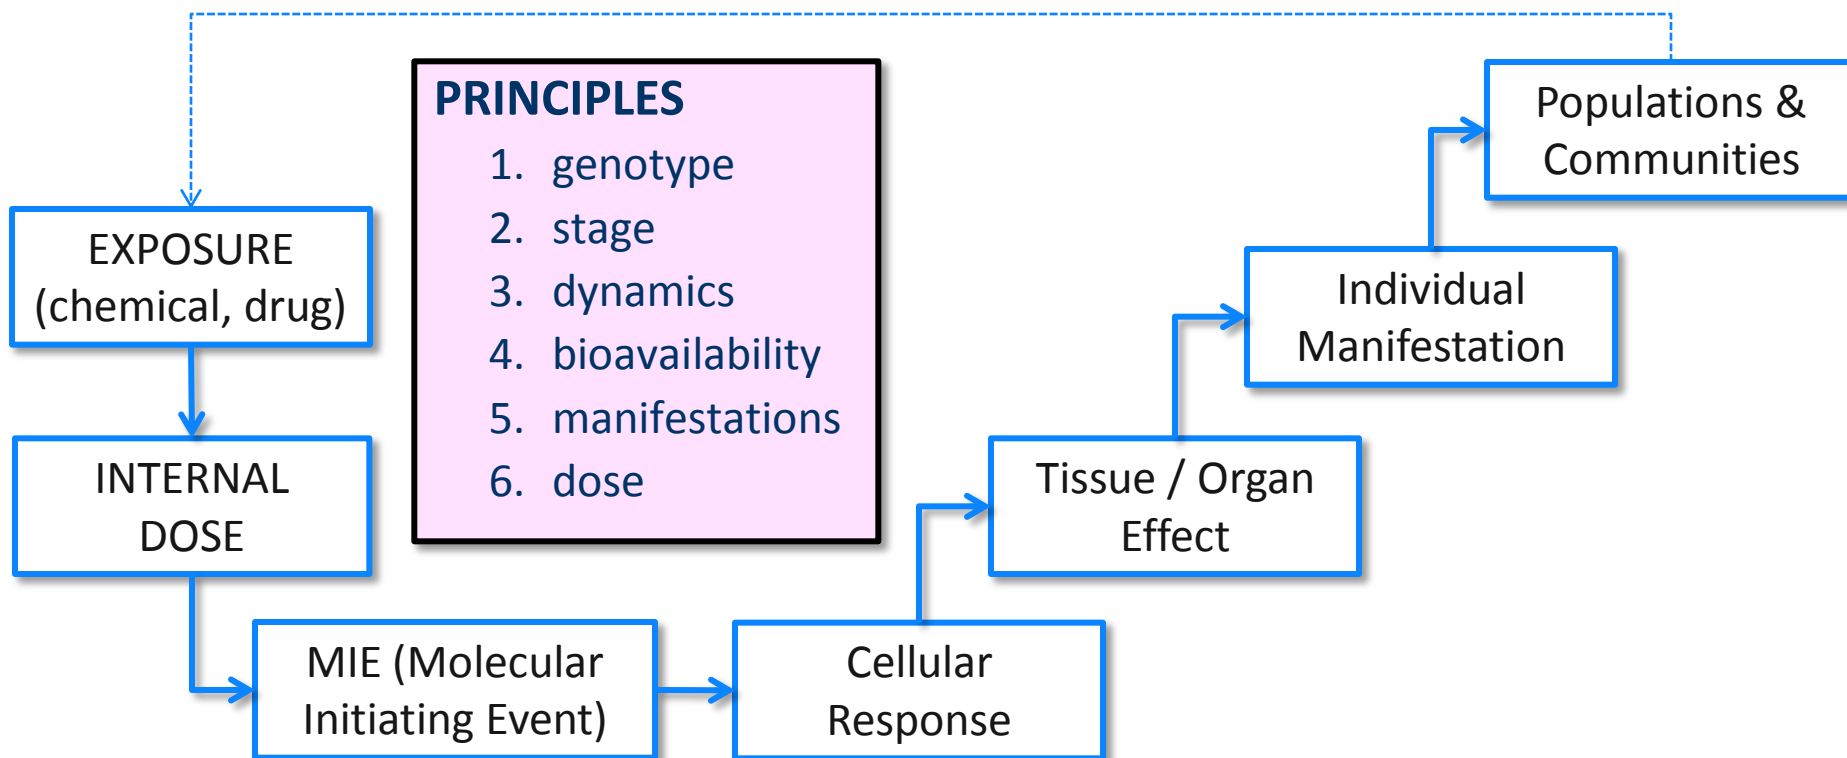 PRINCIPLES
1. genotype
2. stage
3. dynamics
4. bioavailability
5. manifestations
6. dose
EXPOSURE
(chemical, drug)
INTERNAL
DOSE
MIE (Molecular
Initiating Event)
Cellular
Response
Tissue / Organ
Effect
Individual
Manifestation
Populations &
Communities